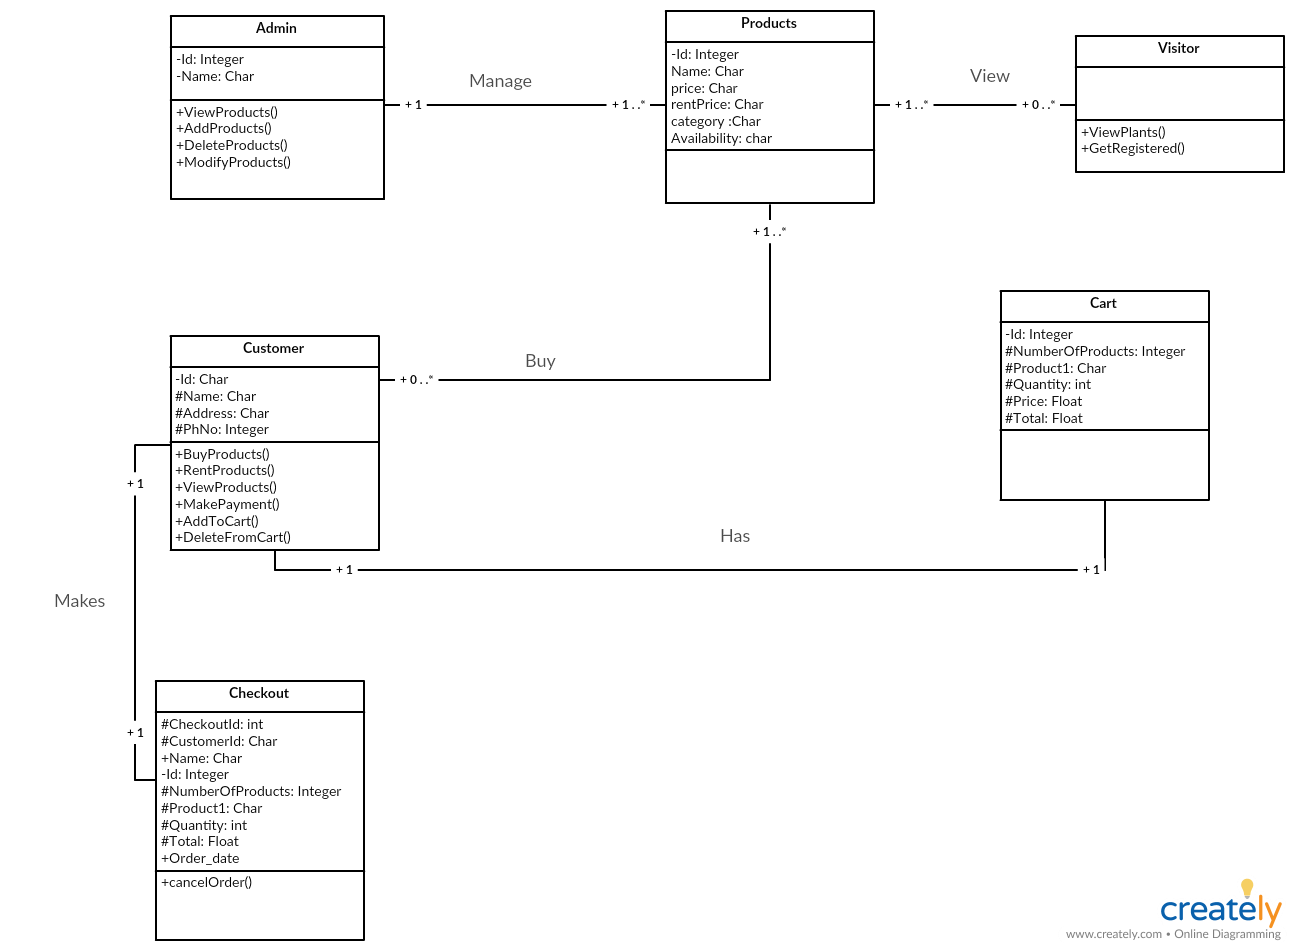 Admin
-Id: Integer
-Name: Char
+ViewProducts()
+AddProducts()
+DeleteProducts()
+ModifyProducts()
Manage
+ 1
+ 1 . .*
Products
-Id: Integer
Name: Char
price: Char
rentPrice: Char
category :Char
Availability: char
View
+ 1 . .*
+ 0 . .*
Visitor
+ViewPlants()
+GetRegistered()
+ 1 . .*
Buy
+ 0 . .*
Customer
-Id: Char
#Name: Char
#Address: Char
#PhNo: Integer
+BuyProducts()
+RentProducts()
+ViewProducts()
+MakePayment()
+AddToCart()
+DeleteFromCart()
Cart
-Id: Integer
#NumberOfProducts: Integer
#Product1: Char
#Quantity: int
#Price: Float
#Total: Float
Has
+ 1
+ 1
+ 1
Makes
+ 1
Checkout
#CheckoutId: int
#CustomerId: Char
+Name: Char
-Id: Integer
#NumberOfProducts: Integer
#Product1: Char
#Quantity: int
#Total: Float
+Order_date
+cancelOrder()
creately
www.creately.com • Online Diagramming